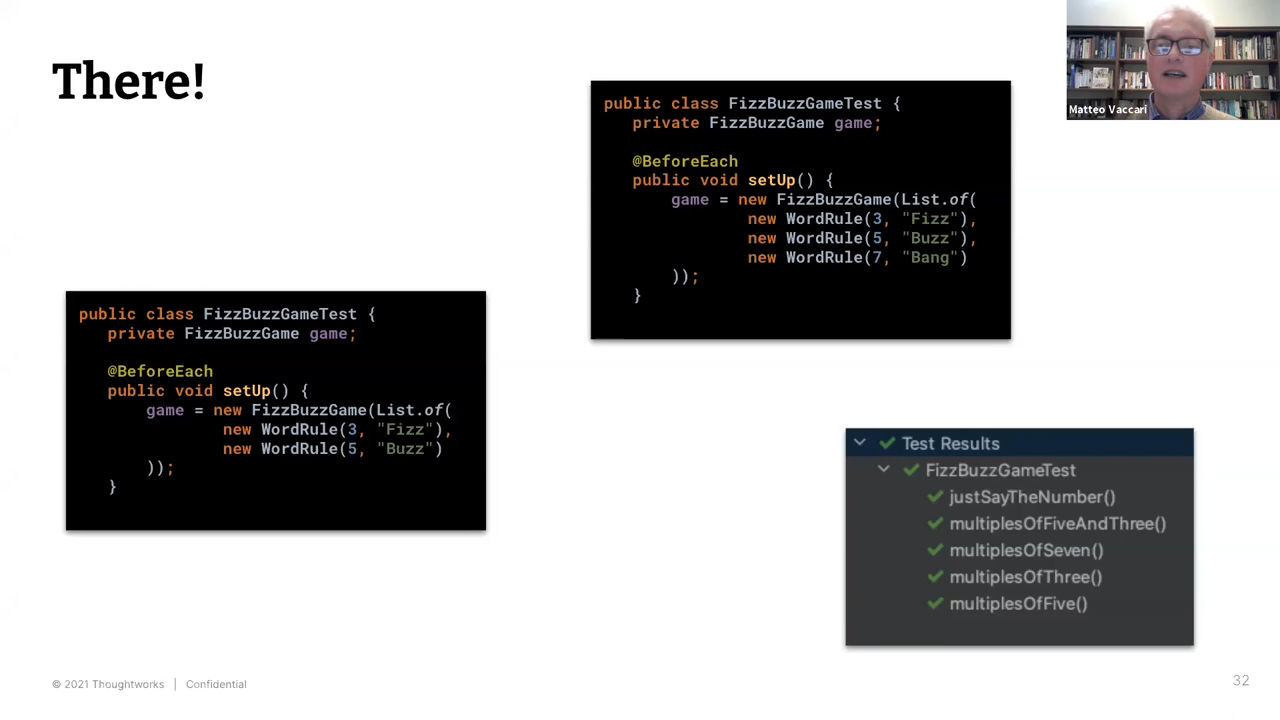 There!
public class FizzBuzzGameTest {
private FizzBuzzGame game;
@BeforeEach
public void setUp() {
game = new FizzBuzzGame(List.of(
new WordRule(3, "Fizz"),
new WordRule(5, "Buzz")
));
}
public class FizzBuzzGameTest {
private FizzBuzzGame game;
@BeforeEach
public void setUp() {
game = new FizzBuzzGame(List.of(
new WordRule(3, "Fizz"),
new WordRule(5, "Buzz"),
new WordRule(7, "Bang")
));
}
Matteo Vaccari
Test Results
FizzBuzzGameTest
justSayTheNumber()
multiplesOfFiveAndThree()
multiplesOfSeven()
multiplesOfThree()
multiplesOfFive()
© 2021 Thoughtworks | Confidential
32